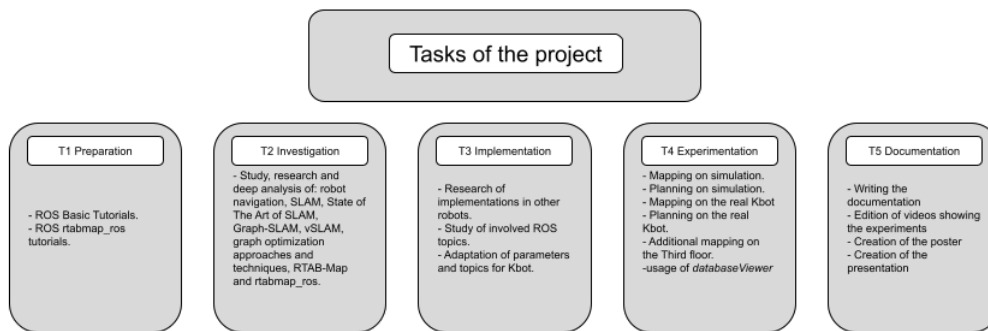 Tasks of the project
T1 Preparation
- ROS Basic Tutorials.
- ROS rtabmap_ros
tutorials.
T2 Investigation
- Study, research and
deep analysis of: robot
navigation, SLAM, State of
The Art of SLAM,
Graph-SLAM, vSLAM,
graph optimization
approaches and
techniques, RTAB-Map
and rtabmap_ros.
T3 Implementation
- Research of
implementations in other
robots.
- Study of involved ROS
topics.
- Adaptation of parameters
and topics for Kbot.
T4 Experimentation
- Mapping on simulation.
- Planning on simulation.
- Mapping on the real Kbot
- Planning on the real
Kbot.
- Additional mapping on
the Third floor.
-usage of databaseViewer
T5 Documentation
- Writing the
documentation
- Edition of videos showing
the experiments
- Creation of the poster
- Creation of the
presentation